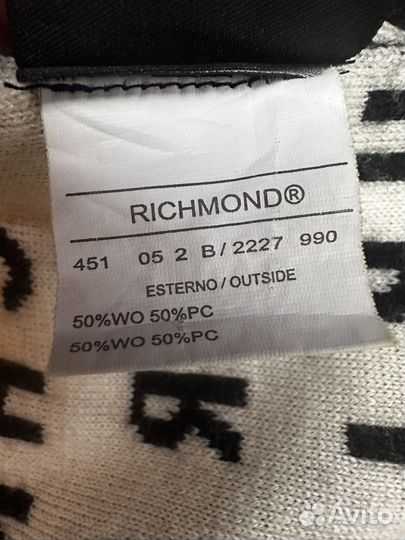 RICHMOND®
451 05 2 B/2227 990
ESTERNO/OUTSIDE
50%WO 50%PC
50%WO 50%PC
Avito